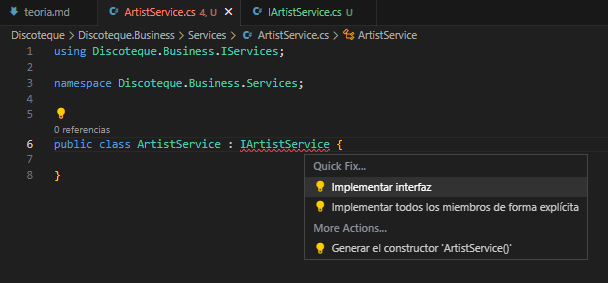 teoria.md ArtistService.cs 4, U IArtistService.cs U
Discoteque > Discoteque.Business > Services > ArtistService.cs > ArtistService
1 using Discoteque.Business.IServices;
2
3 namespace Discoteque.Business.Services;
4
5
0 referencias
6 public class ArtistService : IArtistService {
7
8 }
Quick Fix...
Implementar interfaz
Implementar todos los miembros de forma explícita
More Actions...
Generar el constructor 'ArtistService()'